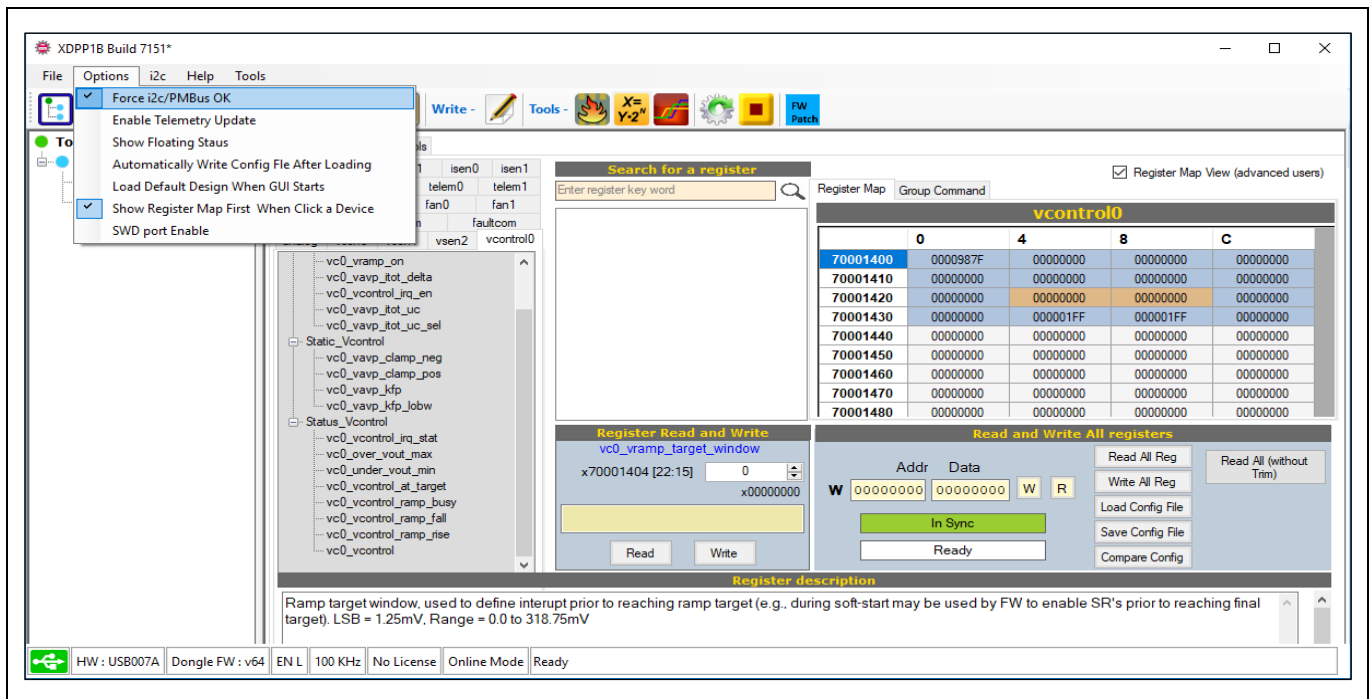 XDPP1B Build 7151*
File Options i2c Help Tools
Force i2c/PMBus OK
Enable Telemetry Update
Show Floating Staus
Automatically Write Config Fle After Loading
Load Default Design When GUI Starts
Show Register Map First When Click a Device
SWD port Enable
Write -
Tools -
X=
Y·2ⁿ
FW
Patch
To
isen0 isen1
telem0 telem1
fan0 fan1
faultcom
vsen2 vcontrol0
vc0_vramp_on
vc0_vavp_itot_delta
vc0_vcontrol_irq_en
vc0_vavp_itot_uc
vc0_vavp_itot_uc_sel
Static_Vcontrol
vc0_vavp_clamp_neg
vc0_vavp_clamp_pos
vc0_vavp_kfp
vc0_vavp_kfp_lobw
Status_Vcontrol
vc0_vcontrol_irq_stat
vc0_over_vout_max
vc0_under_vout_min
vc0_vcontrol_at_target
vc0_vcontrol_ramp_busy
vc0_vcontrol_ramp_fall
vc0_vcontrol_ramp_rise
vc0_vcontrol
Search for a register
Enter register key word
Register Map View (advanced users)
Register Map Group Command
vcontrol0
0 4 8 C
70001400 0000987F 00000000 00000000 00000000
70001410 00000000 00000000 00000000 00000000
70001420 00000000 00000000 00000000 00000000
70001430 00000000 000001FF 000001FF 00000000
70001440 00000000 00000000 00000000 00000000
70001450 00000000 00000000 00000000 00000000
70001460 00000000 00000000 00000000 00000000
70001470 00000000 00000000 00000000 00000000
70001480 00000000 00000000 00000000 00000000
Register Read and Write
vc0_vramp_target_window
x70001404 [22:15] 0
x00000000
Read Write
Read and Write All registers
Addr Data
W 00000000 00000000 W R
In Sync
Ready
Read All Reg
Write All Reg
Load Config File
Save Config File
Compare Config
Read All (without
Trim)
Register description
Ramp target window, used to define interupt prior to reaching ramp target (e.g., during soft-start may be used by FW to enable SR's prior to reaching final
target). LSB = 1.25mV, Range = 0.0 to 318.75mV
HW : USB007A Dongle FW : v64 EN L 100 KHz No License Online Mode Ready